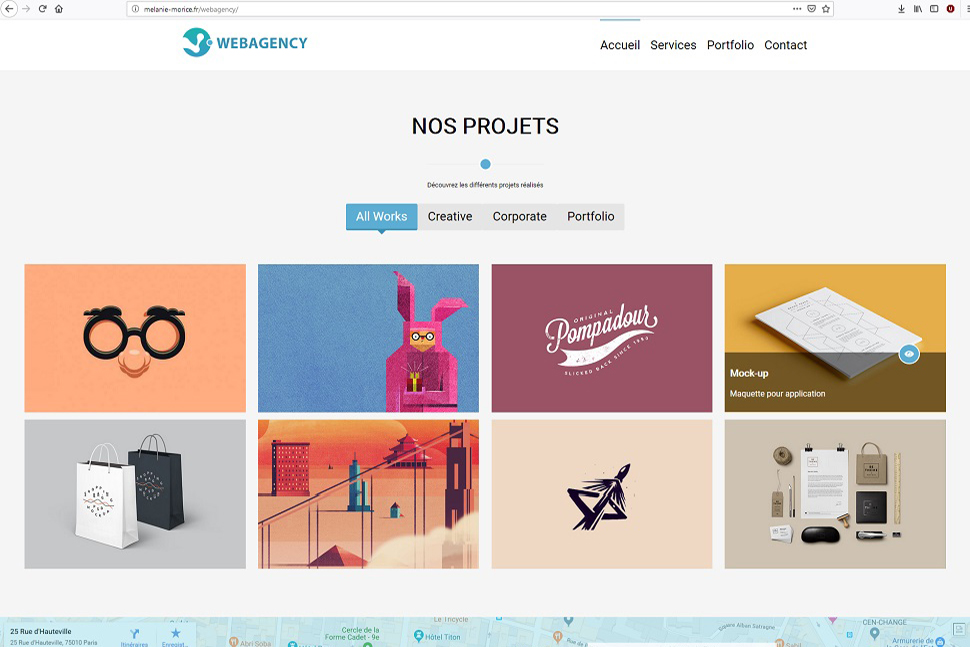 melanie-morice.fr/webagency/
WEBAGENCY
Accueil Services Portfolio Contact
NOS PROJETS
Découvrez les différents projets réalisés
All Works Creative Corporate Portfolio
ORIGINAL
Pompadour
SLICKED BACK SINCE
Mock-up
Maquette pour application
25 Rue d'Hauteville
25 Rue d'Hauteville, 75010 Paris
Itinéraires Enregist...
Abri Soba
Cercle de la
Forme Cadet - 9e
Le Tricycle
Hôtel Titon
CEN-CHANGE
Armurerie de